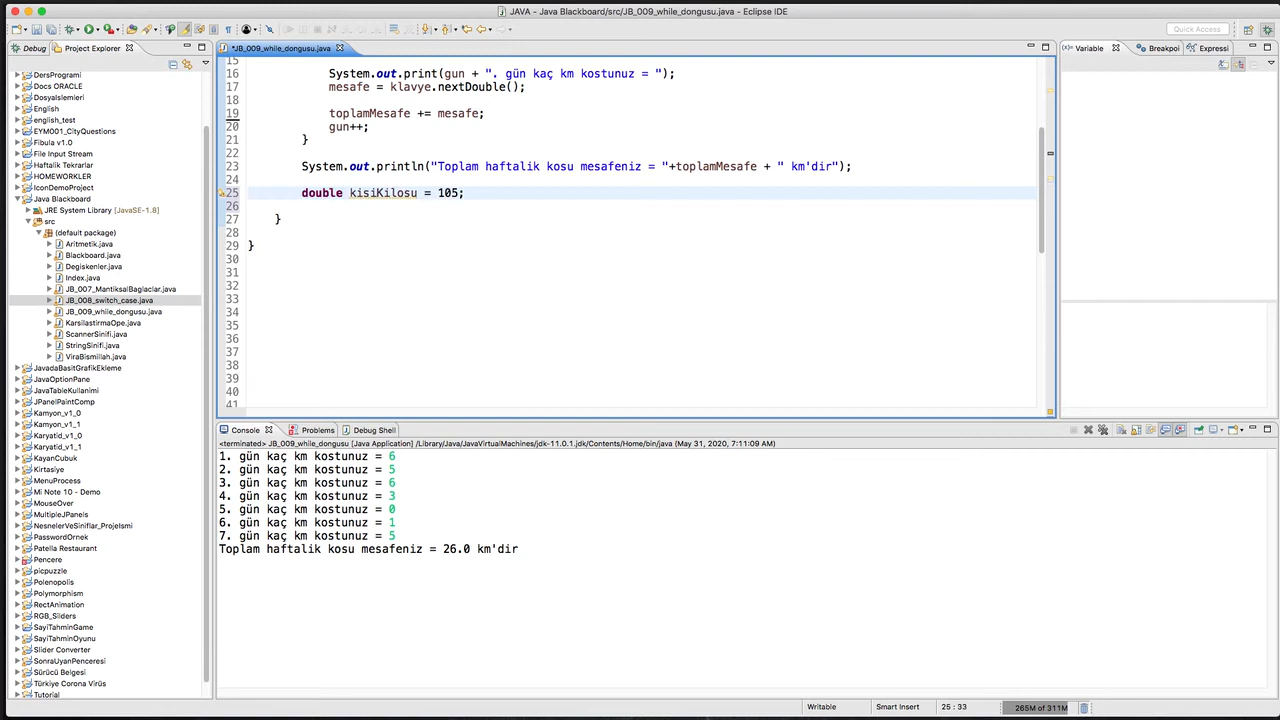 JAVA - Java Blackboard/src/JB_009_while_dongusu.java - Eclipse IDE
Quick Access
Debug
Project Explorer
*JB_009_while_dongusu.java
Variable
Breakpoi
Expressi
DersProgrami
Docs ORACLE
DosyaIslemleri
English
english_test
EYM001_CityQuestions
Fibula v1.0
File Input Stream
Haftalik Tekrarlar
HOMEWORKLER
IconDemoProject
Java Blackboard
JRE System Library [JavaSE-1.8]
src
(default package)
Aritmetik.java
Blackboard.java
Degiskenler.java
Index.java
JB_007_MantiksalBaglaclar.java
JB_008_switch_case.java
JB_009_while_dongusu.java
KarsilastirmaOpe.java
ScannerSinifi.java
StringSinifi.java
ViraBismillah.java
JavadaBasitGrafikEkleme
JavaOptionPane
JavaTableKullanimi
JPanelPaintComp
Kamyon_v1_0
Kamyon_v1_1
Karyatid_v1_0
Karyatid_v1_1
KayanCubuk
Kirtasiye
MenuProcess
Mi Note 10 - Demo
MouseOver
MultipleJPanels
NesnelerVeSiniflar_ProjeIsmi
PasswordOrnek
Patella Restaurant
Pencere
picpuzzle
Polenopolis
Polymorphism
RectAnimation
RGB_Sliders
SayiTahminGame
SayiTahminOyunu
Slider Converter
SonraUyanPenceresi
Sürücü Belgesi
Türkiye Corona Virüs
Tutorial
15
16 System.out.print(gun + ". gün kaç km kostunuz = ");
17 mesafe = klavye.nextDouble();
18
19 toplamMesafe += mesafe;
20 gun++;
21 }
22
23 System.out.println("Toplam haftalik kosu mesafeniz = "+toplamMesafe + " km'dir");
24
25 double kisiKilosu = 105;
26
27 }
28
29 }
30
31
32
33
34
35
36
37
38
39
40
41
Console
Problems
Debug Shell
<terminated> JB_009_while_dongusu [Java Application] /Library/Java/JavaVirtualMachines/jdk-11.0.1.jdk/Contents/Home/bin/java (May 31, 2020, 7:11:09 AM)
1. gün kaç km kostunuz = 6
2. gün kaç km kostunuz = 5
3. gün kaç km kostunuz = 6
4. gün kaç km kostunuz = 3
5. gün kaç km kostunuz = 0
6. gün kaç km kostunuz = 1
7. gün kaç km kostunuz = 5
Toplam haftalik kosu mesafeniz = 26.0 km'dir
Writable
Smart Insert
25 : 33
265M of 311M